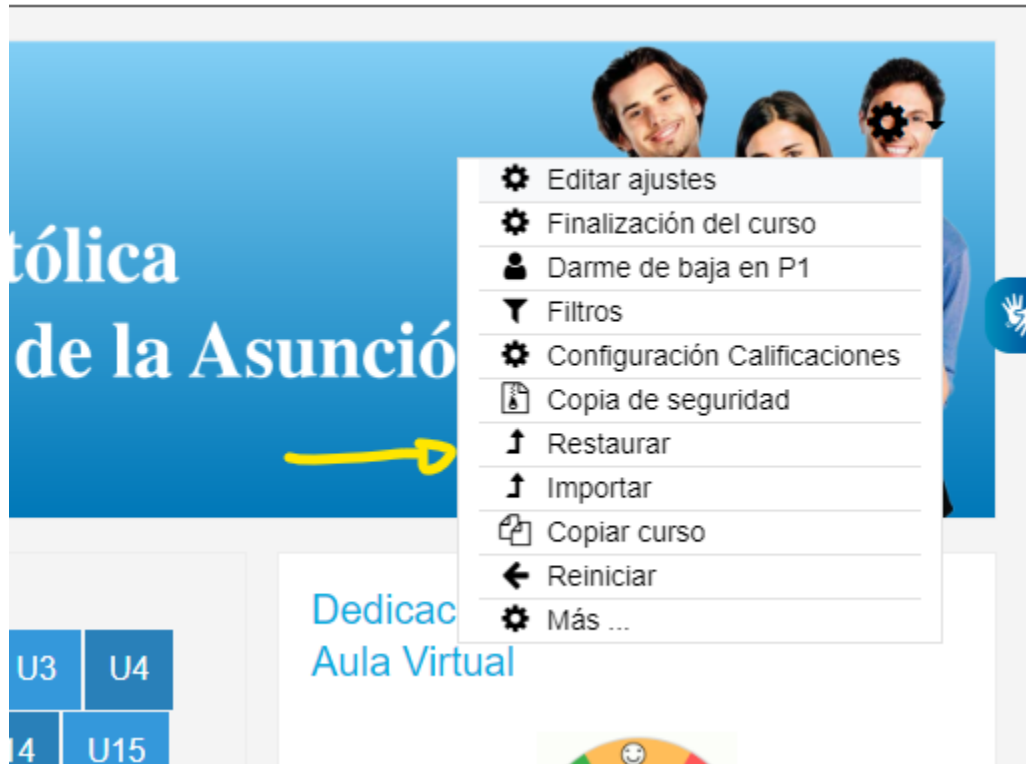 tólica
de la Asunció
Editar ajustes
Finalización del curso
Darme de baja en P1
Filtros
Configuración Calificaciones
Copia de seguridad
Restaurar
Importar
Copiar curso
Reiniciar
Más ...
Dedicac
Aula Virtual
U3 U4
14 U15